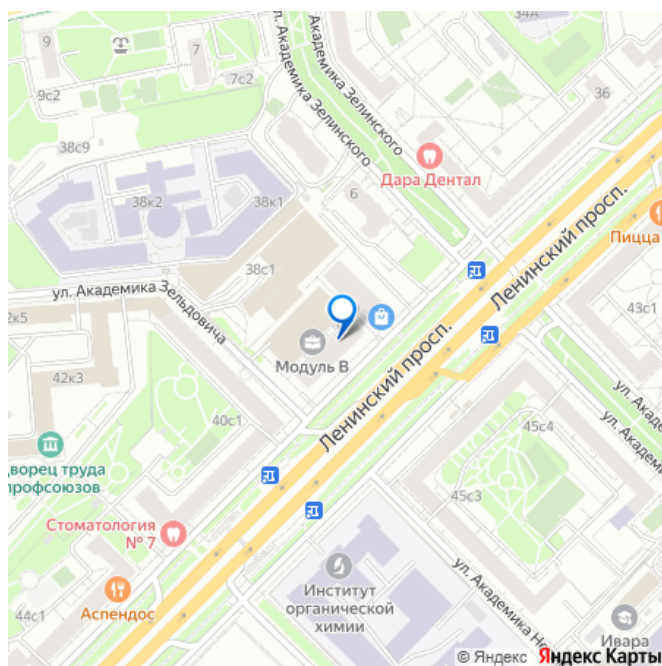 34А
9
7
7с2
9с2
ул. Академика Зелинского
Академика Зелинского
36
38с9
Дара Дентал
38к2
38к1
6
Ленинский просп.
Пицца
38с1
ул. Академика Зельдовича
43с1
2к5
Модуль В
Ленинский просп.
42к3
40с1
ул. Академика
45с4
дворец труда
профсоюзов
45с3
Стоматология
№ 7
Институт
органической
химии
ул. Академика Не
Аспендос
44с1
Ивара
© Яндекс Яндекс Карты